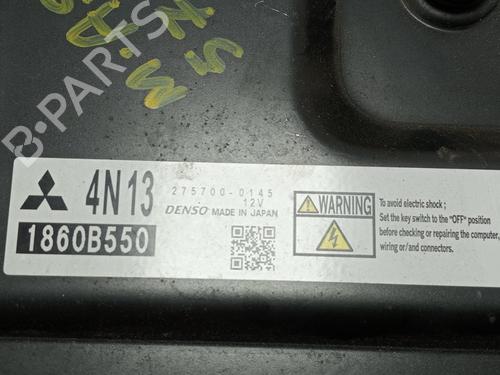 B-PARTS
4N13
275700-0145
12V
DENSO MADE IN JAPAN
1860B550
WARNING
To avoid electric shock;
Set the key switch to the "OFF" position
before checking or repairing the computer,
wiring or/and connectors.